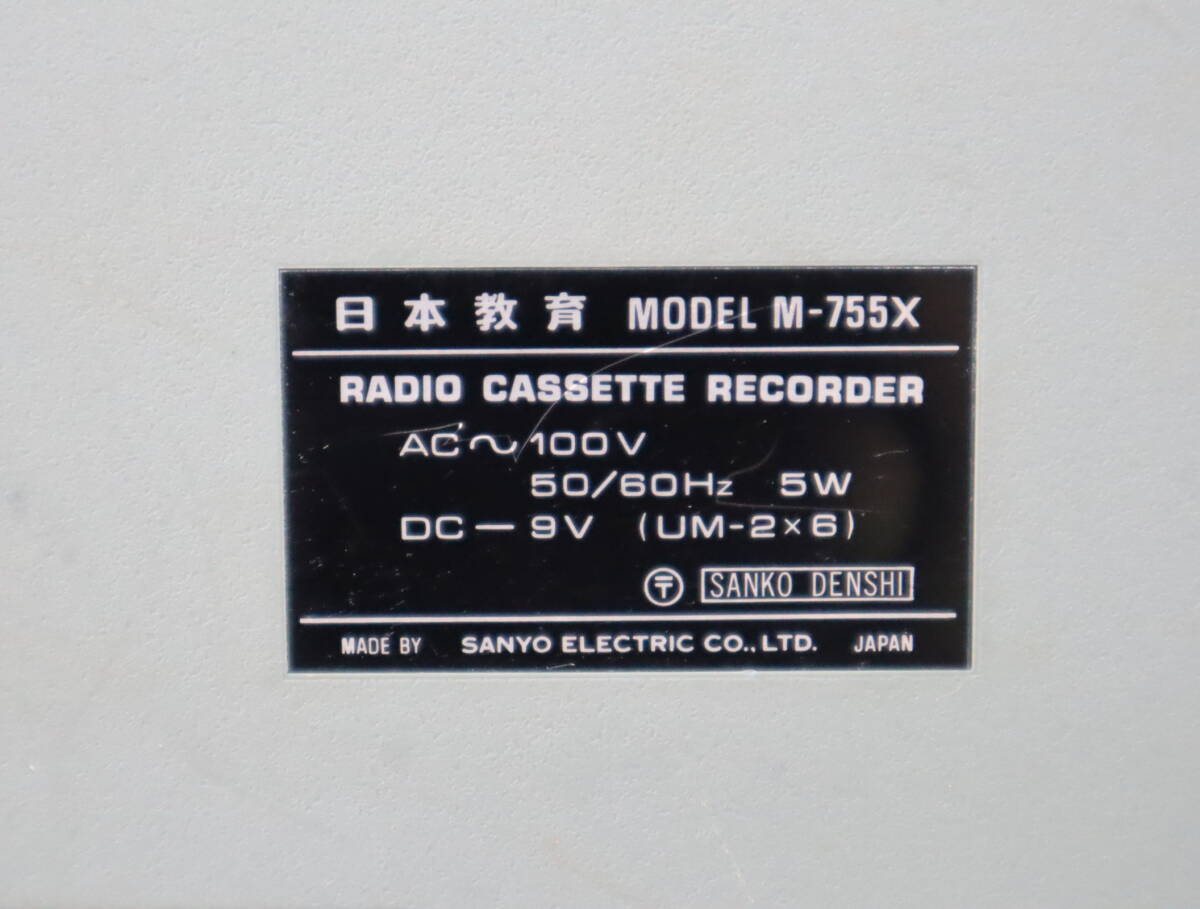 日本教育 MODEL M-755X
RADIO CASSETTE RECORDER
AC〜100V
50/60Hz 5W
DC—9V (UM-2×6)
〒 SANKO DENSHI
MADE BY SANYO ELECTRIC CO., LTD. JAPAN